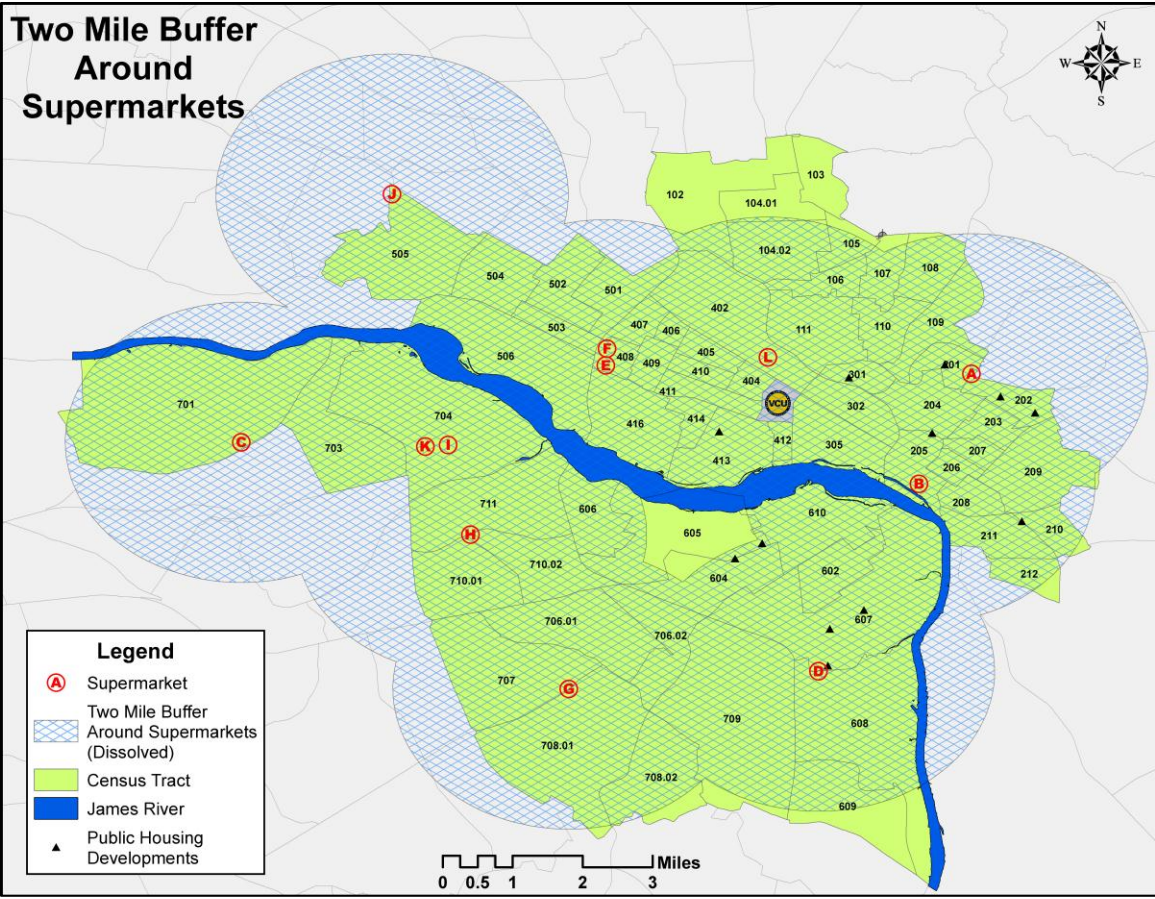 Two Mile Buffer
Around
Supermarkets
N
W E
S
103
102
104.01
J
104.02
105
505
504
502
501
106
107
108
402
503
407
406
111
110
109
F
408
405
L
506
E
409
410
404
301
201
A
411
VCU
302
204
202
701
704
416
414
203
C
703
K
I
413
412
305
205
207
206
209
B
711
606
610
208
H
605
211
210
710.01
710.02
604
602
212
706.01
706.02
607
707
G
D
709
608
708.01
708.02
609
Legend
A Supermarket
Two Mile Buffer
Around Supermarkets
(Dissolved)
Census Tract
James River
Public Housing
Developments
Miles
0 0.5 1 2 3